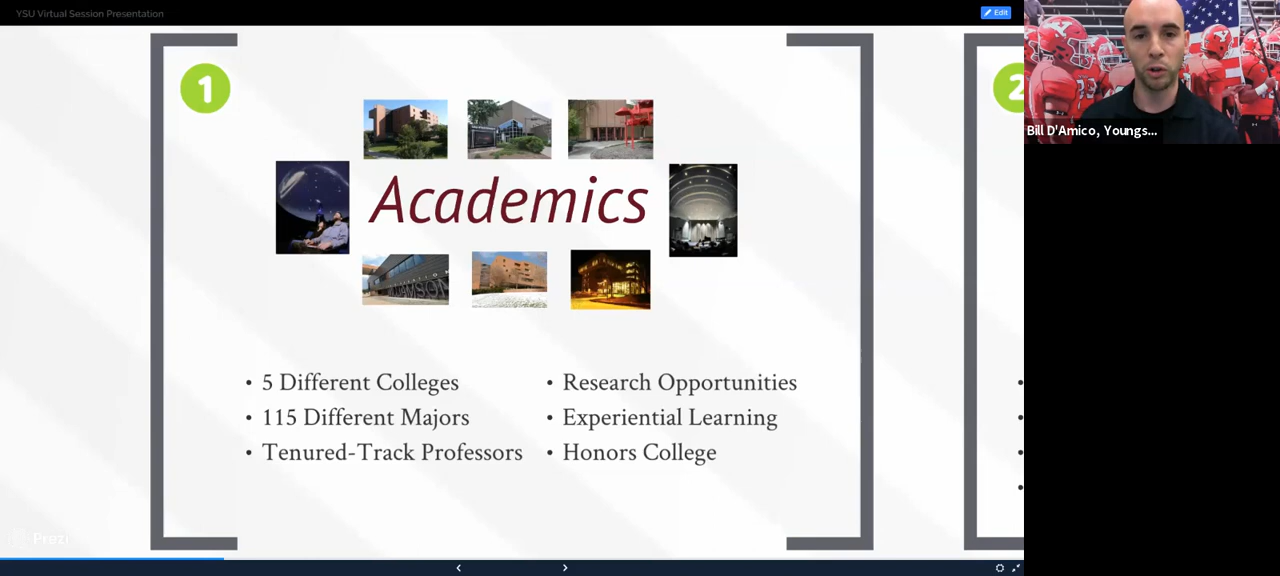 YSU Virtual Session Presentation
Edit
1
2
Academics
• 5 Different Colleges
• 115 Different Majors
• Tenured-Track Professors
• Research Opportunities
• Experiential Learning
• Honors College
Prezi
Bill D'Amico, Youngs...